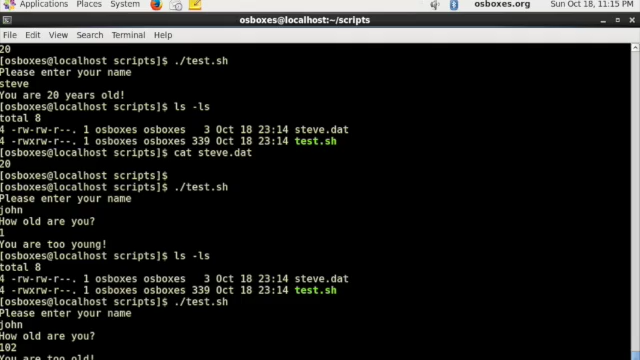 Applications Places System osboxes.org Sun Oct 18, 11:15 PM
osboxes@localhost:~/scripts
File Edit View Search Terminal Help
20
[osboxes@localhost scripts]$ ./test.sh
Please enter your name
steve
You are 20 years old!
[osboxes@localhost scripts]$ ls -ls
total 8
4 -rw-rw-r--. 1 osboxes osboxes 3 Oct 18 23:14 steve.dat
4 -rwxrw-r--. 1 osboxes osboxes 339 Oct 18 23:14 test.sh
[osboxes@localhost scripts]$ cat steve.dat
20
[osboxes@localhost scripts]$
[osboxes@localhost scripts]$ ./test.sh
Please enter your name
john
How old are you?
1
You are too young!
[osboxes@localhost scripts]$ ls -ls
total 8
4 -rw-rw-r--. 1 osboxes osboxes 3 Oct 18 23:14 steve.dat
4 -rwxrw-r--. 1 osboxes osboxes 339 Oct 18 23:14 test.sh
[osboxes@localhost scripts]$ ./test.sh
Please enter your name
john
How old are you?
102
You are too old!